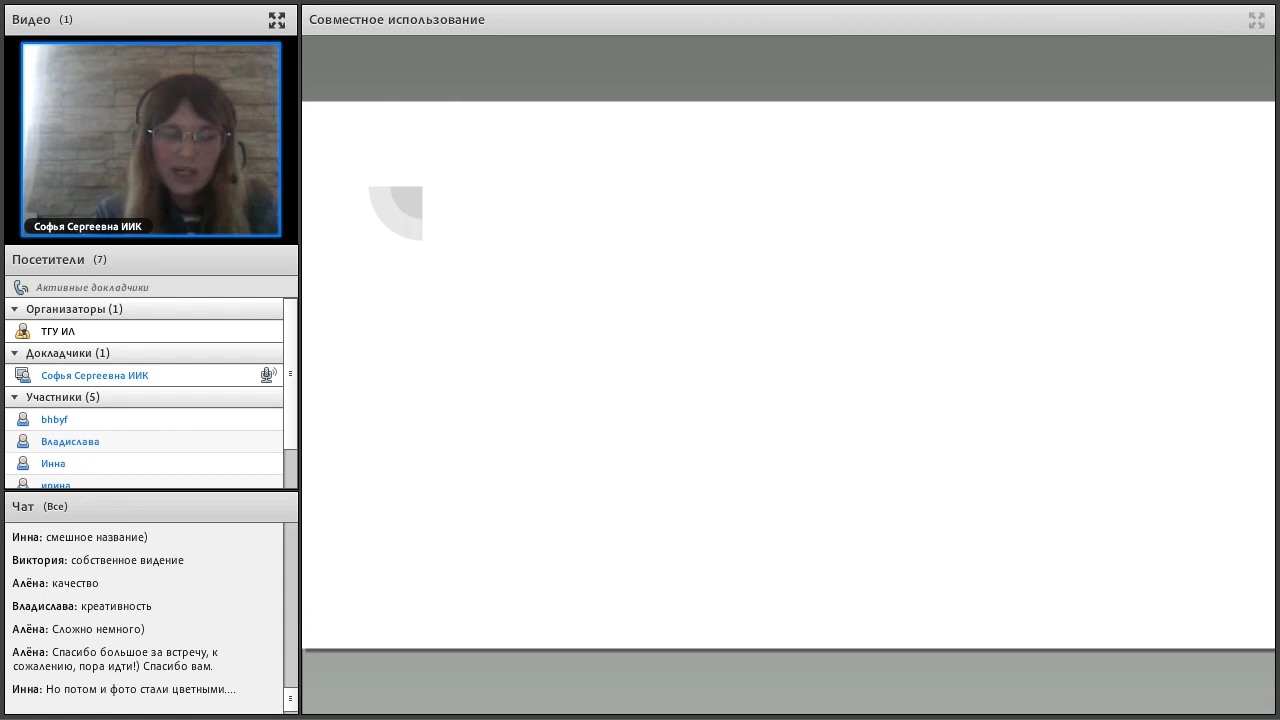 Видео (1)
Софья Сергеевна ИИК
Посетители (7)
Активные докладчики
Организаторы (1)
ТГУ ИЛ
Докладчики (1)
Софья Сергеевна ИИК
Участники (5)
bhbyf
Владислава
Инна
ирина
Чат (Все)
Инна: смешное название)
Виктория: собственное видение
Алёна: качество
Владислава: креативность
Алёна: Сложно немного)
Алёна: Спасибо большое за встречу, к
сожалению, пора идти!) Спасибо вам.
Инна: Но потом и фото стали цветными....
Совместное использование